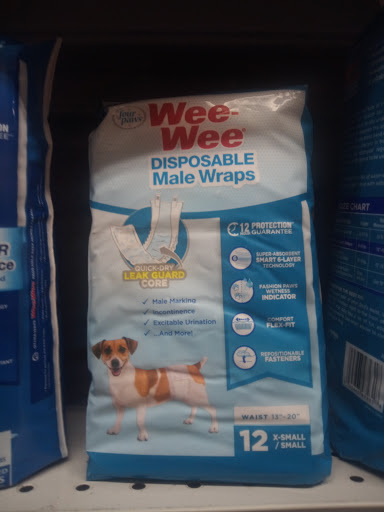 four paws
Wee-
Wee®
DISPOSABLE
Male Wraps
QUICK-DRY
LEAK GUARD
CORE
✓ Male Marking
✓ Incontinence
✓ Excitable Urination
✓ ...And More!
12 PROTECTION
GUARANTEE
SUPER-ABSORBENT
SMART 6-LAYER
TECHNOLOGY
FASHION PAWS
WETNESS
INDICATOR
COMFORT
FLEX-FIT
REPOSITIONABLE
FASTENERS
WAIST 12"-20"
12 X-SMALL
/ SMALL
CHART